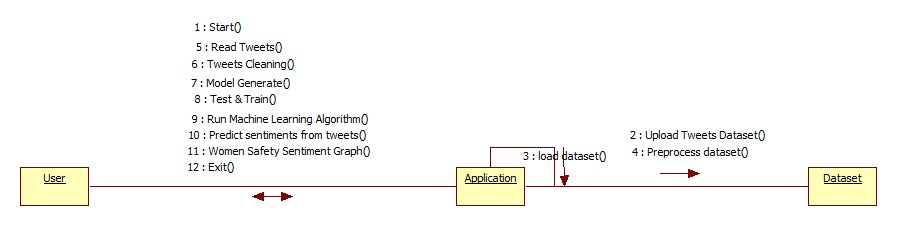 1 : Start()
5 : Read Tweets()
6 : Tweets Cleaning()
7 : Model Generate()
8 : Test & Train()
9 : Run Machine Learning Algorithm()
10 : Predict sentiments from tweets()
11 : Women Safety Sentiment Graph()
12 : Exit()
2 : Upload Tweets Dataset()
3 : load dataset()
4 : Preprocess dataset()
User
Application
Dataset